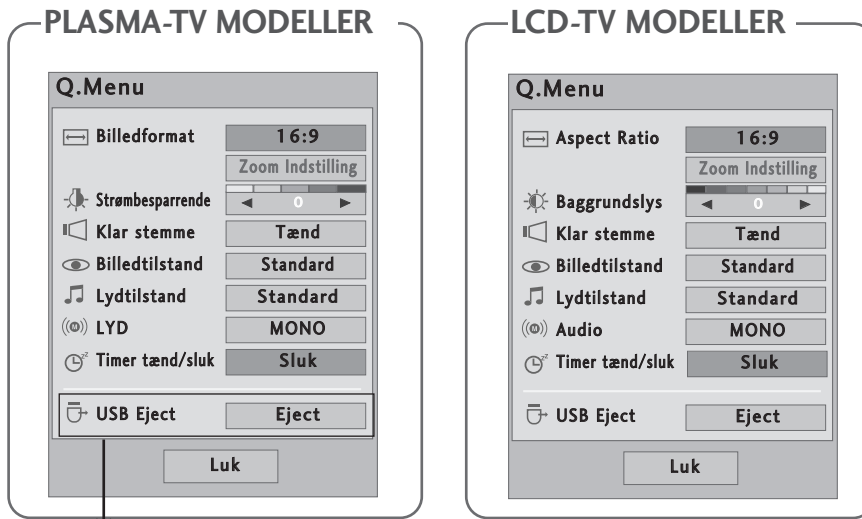 PLASMA-TV MODELLER
Q.Menu
Billedformat 16:9
Zoom Indstilling
Strømbesparrende ◄ 0 ►
Klar stemme Tænd
Billedtilstand Standard
Lydtilstand Standard
LYD MONO
Timer tænd/sluk Sluk
USB Eject Eject
Luk
LCD-TV MODELLER
Q.Menu
Aspect Ratio 16:9
Zoom Indstilling
Baggrundslys ◄ 0 ►
Klar stemme Tænd
Billedtilstand Standard
Lydtilstand Standard
Audio MONO
Timer tænd/sluk Sluk
USB Eject Eject
Luk